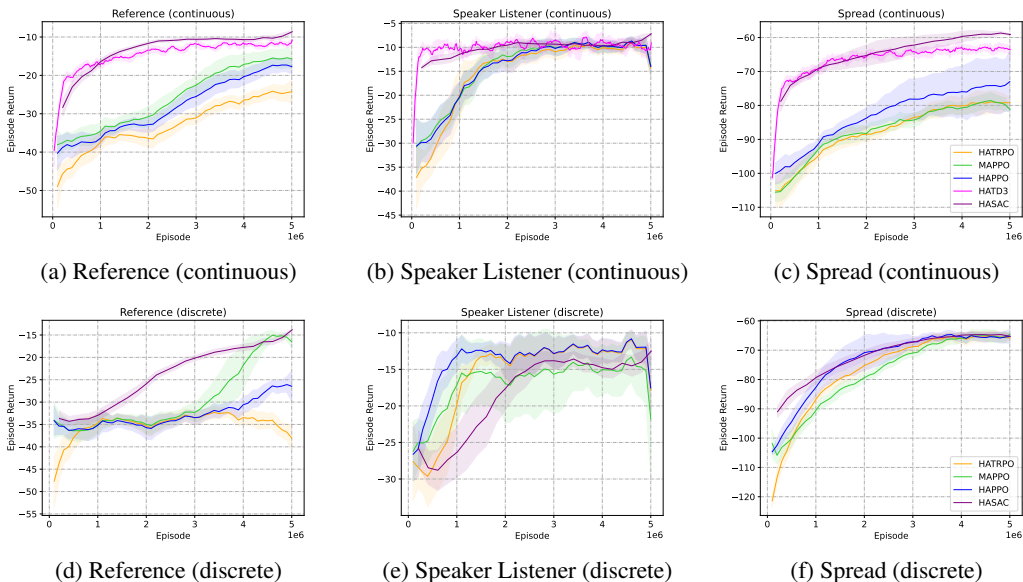 Reference (continuous)
Speaker Listener (continuous)
Spread (continuous)
Episode Return
−10
−20
−30
−40
−50
0 1 2 3 4 5
1e6
Episode
Episode Return
−5
−10
−15
−20
−25
−30
−35
−40
−45
0 1 2 3 4 5
1e6
Episode
Episode Return
−60
−70
−80
−90
−100
−110
0 1 2 3 4 5
1e6
Episode
HATRPO
MAPPO
HAPPO
HATD3
HASAC
(a) Reference (continuous)
(b) Speaker Listener (continuous)
(c) Spread (continuous)
Reference (discrete)
Speaker Listener (discrete)
Spread (discrete)
Episode Return
−15
−20
−25
−30
−35
−40
−45
−50
−55
0 1 2 3 4 5
1e6
Episode
Episode Return
−10
−15
−20
−25
−30
0 1 2 3 4 5
1e6
Episode
Episode Return
−60
−70
−80
−90
−100
−110
−120
0 1 2 3 4 5
1e6
Episode
HATRPO
MAPPO
HAPPO
HASAC
(d) Reference (discrete)
(e) Speaker Listener (discrete)
(f) Spread (discrete)